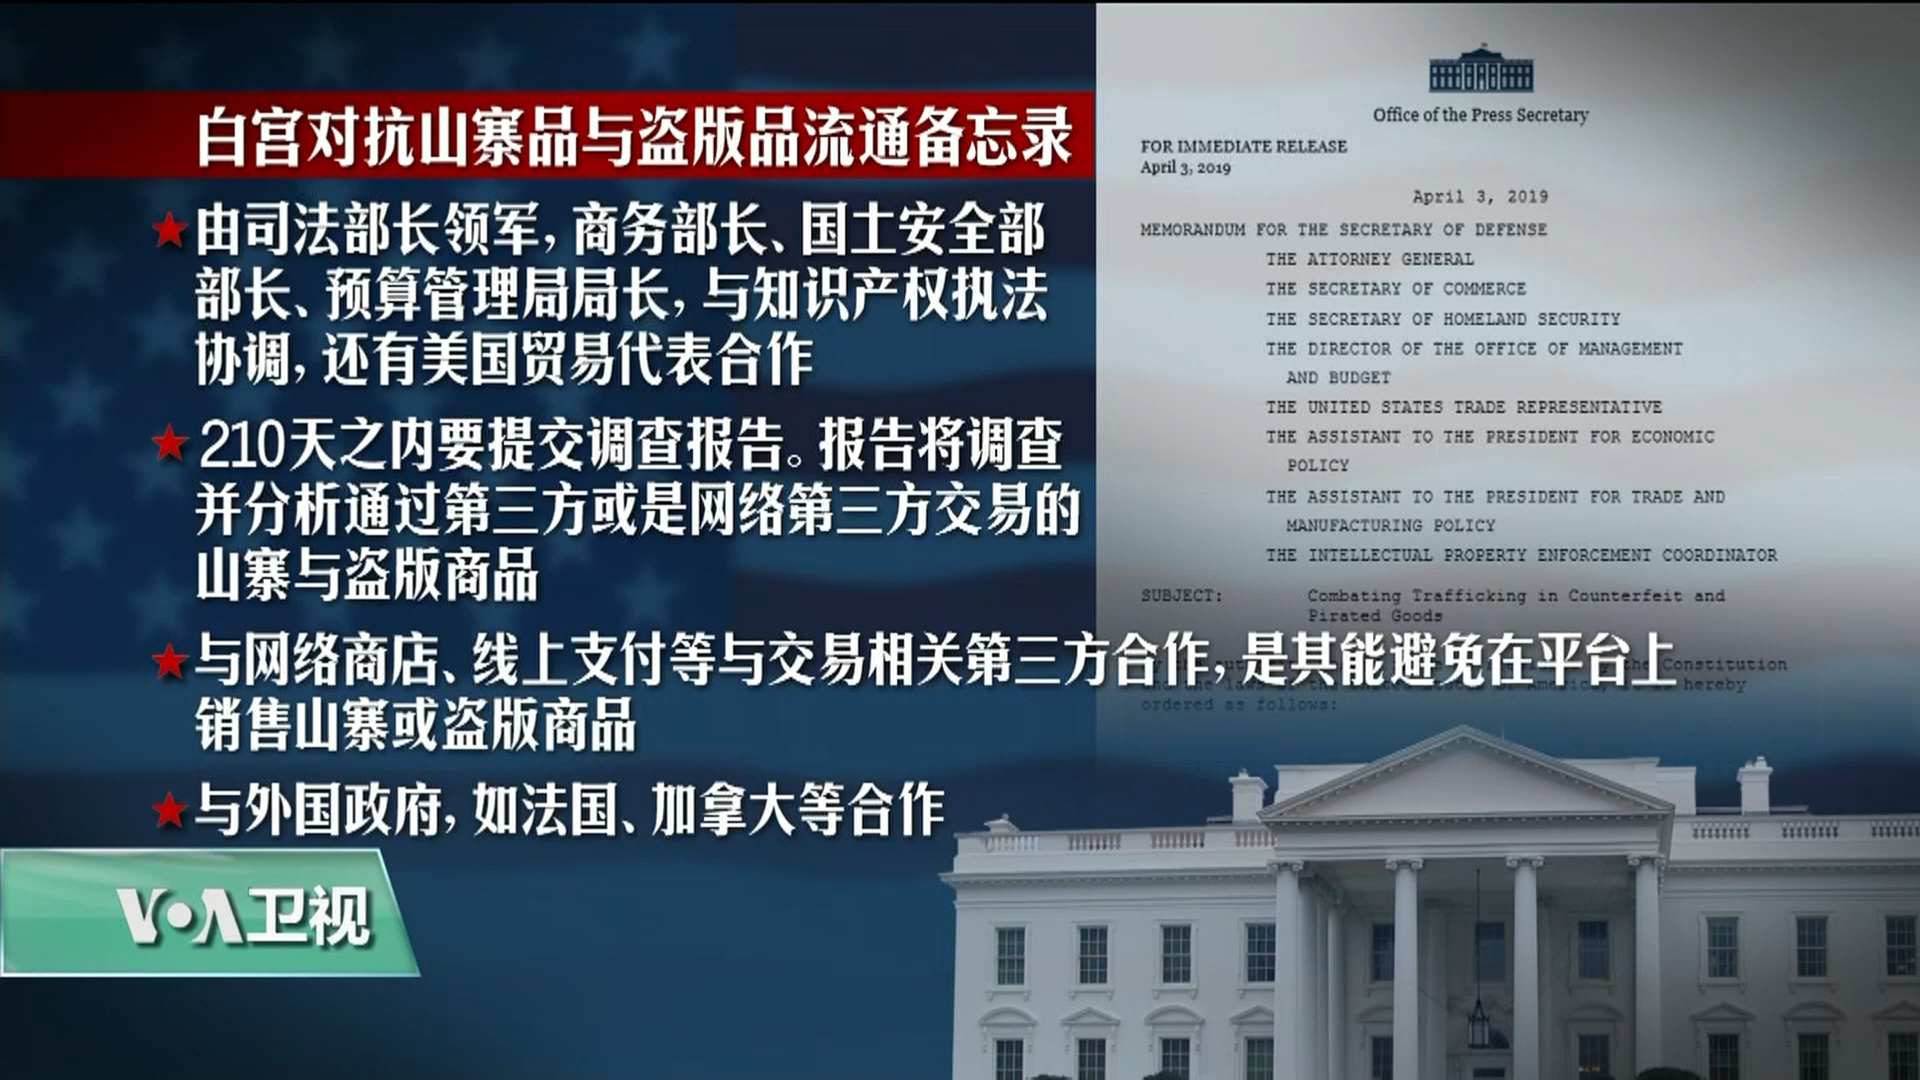 白宫对抗山寨品与盗版品流通备忘录
由司法部长领军,商务部长、国土安全部
部长、预算管理局局长,与知识产权执法
协调,还有美国贸易代表合作
210天之内要提交调查报告。报告将调查
并分析通过第三方或是网络第三方交易的
山寨与盗版商品
与网络商店、线上支付等与交易相关第三方合作,是其能避免在平台上
销售山寨或盗版商品
与外国政府,如法国、加拿大等合作
VOA卫视
Office of the Press Secretary
FOR IMMEDIATE RELEASE
April 3, 2019
April 3, 2019
MEMORANDUM FOR THE SECRETARY OF DEFENSE
THE ATTORNEY GENERAL
THE SECRETARY OF COMMERCE
THE SECRETARY OF HOMELAND SECURITY
THE DIRECTOR OF THE OFFICE OF MANAGEMENT
AND BUDGET
THE UNITED STATES TRADE REPRESENTATIVE
THE ASSISTANT TO THE PRESIDENT FOR ECONOMIC
POLICY
THE ASSISTANT TO THE PRESIDENT FOR TRADE AND
MANUFACTURING POLICY
THE INTELLECTUAL PROPERTY ENFORCEMENT COORDINATOR
SUBJECT: Combating Trafficking in Counterfeit and
Pirated Goods
the Constitution
hereby
ordered as follows: